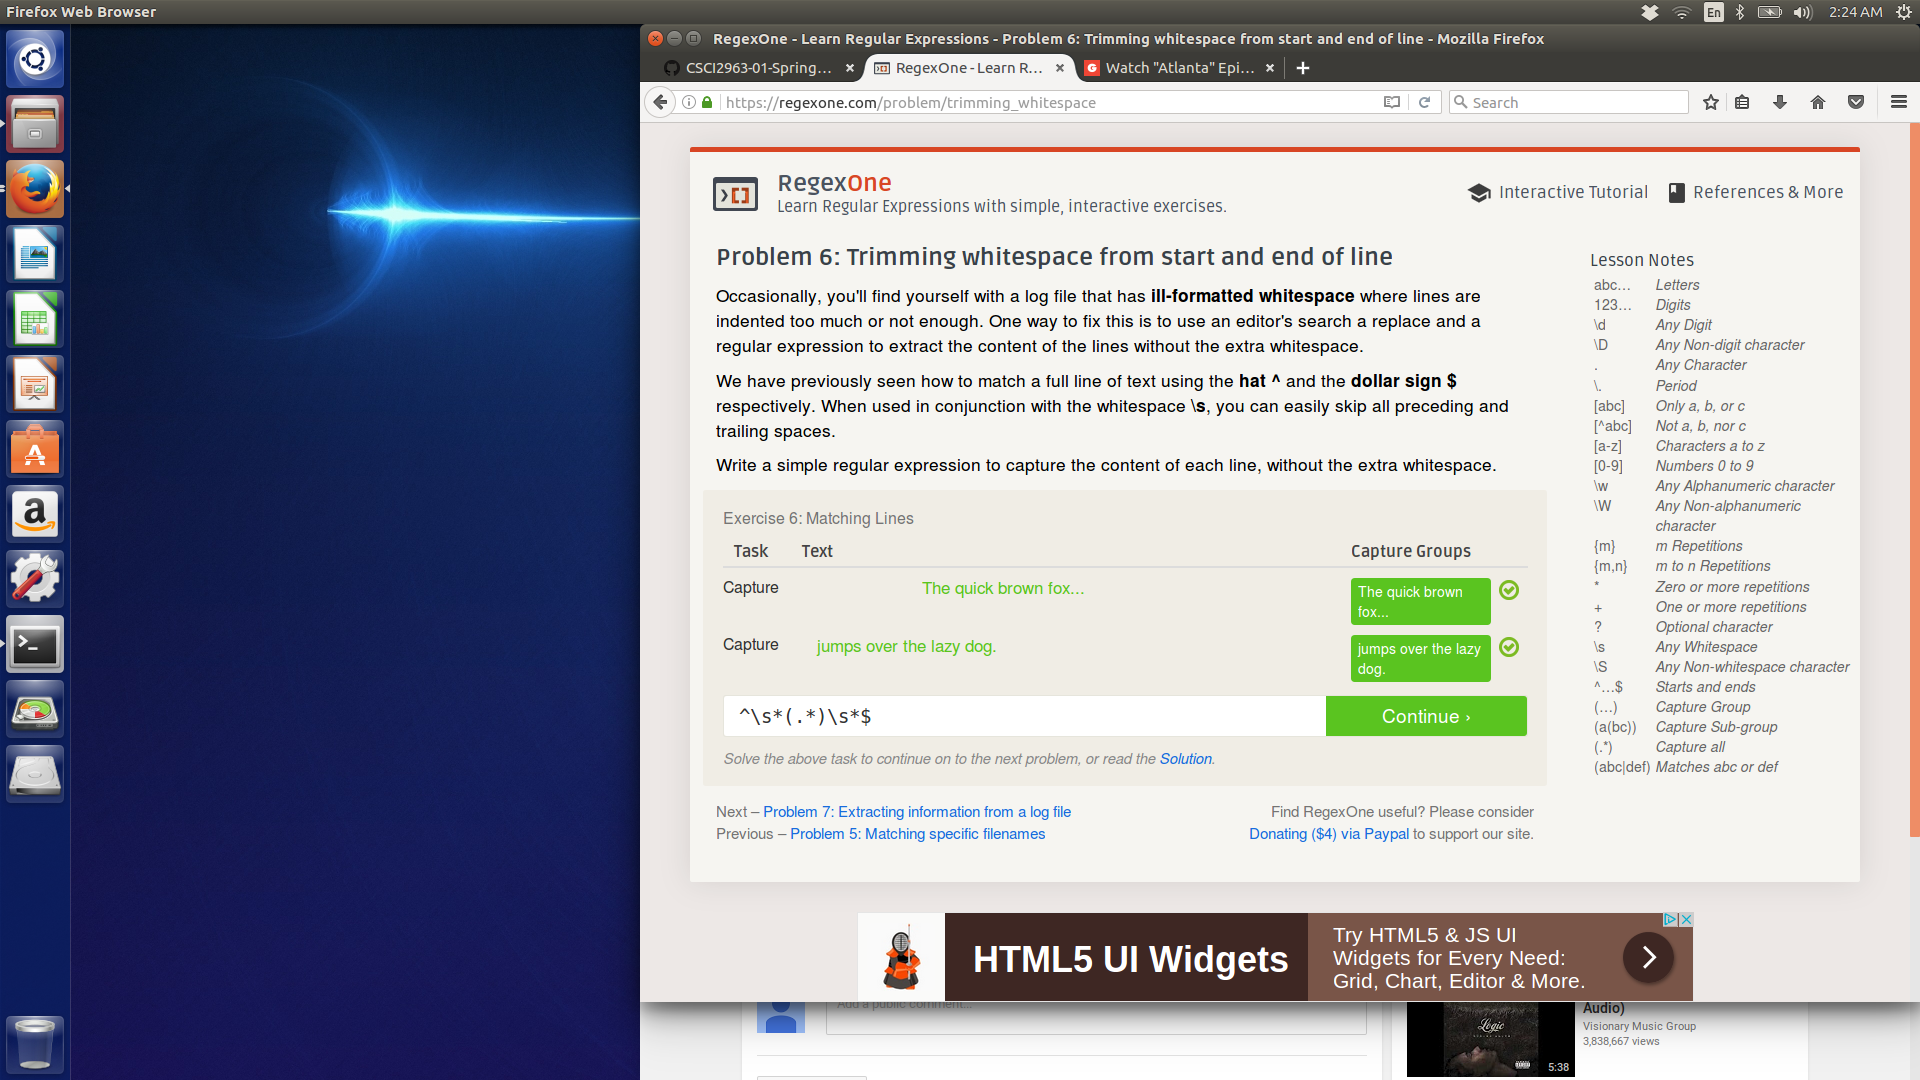 Firefox Web Browser
En
2:24 AM
RegexOne - Learn Regular Expressions - Problem 6: Trimming whitespace from start and end of line - Mozilla Firefox
CSCI2963-01-Spring...
RegexOne - Learn R...
Watch "Atlanta" Epi...
https://regexone.com/problem/trimming_whitespace
Search
RegexOne
Learn Regular Expressions with simple, interactive exercises.
Interactive Tutorial
References & More
Problem 6: Trimming whitespace from start and end of line
Occasionally, you'll find yourself with a log file that has ill-formatted whitespace where lines are
indented too much or not enough. One way to fix this is to use an editor's search a replace and a
regular expression to extract the content of the lines without the extra whitespace.
We have previously seen how to match a full line of text using the hat ^ and the dollar sign $
respectively. When used in conjunction with the whitespace \s, you can easily skip all preceding and
trailing spaces.
Write a simple regular expression to capture the content of each line, without the extra whitespace.
Exercise 6: Matching Lines
Task Text Capture Groups
Capture The quick brown fox... The quick brown
fox...
Capture jumps over the lazy dog. jumps over the lazy
dog.
^\s*(.*)\s*$
Continue ›
Solve the above task to continue on to the next problem, or read the Solution.
Next – Problem 7: Extracting information from a log file
Previous – Problem 5: Matching specific filenames
Find RegexOne useful? Please consider
Donating ($4) via Paypal to support our site.
Lesson Notes
abc… Letters
123… Digits
\d Any Digit
\D Any Non-digit character
. Any Character
\. Period
[abc] Only a, b, or c
[^abc] Not a, b, nor c
[a-z] Characters a to z
[0-9] Numbers 0 to 9
\w Any Alphanumeric character
\W Any Non-alphanumeric
character
{m} m Repetitions
{m,n} m to n Repetitions
* Zero or more repetitions
+ One or more repetitions
? Optional character
\s Any Whitespace
\S Any Non-whitespace character
^…$ Starts and ends
(…) Capture Group
(a(bc)) Capture Sub-group
(.*) Capture all
(abc|def) Matches abc or def
HTML5 UI Widgets
Try HTML5 & JS UI
Widgets for Every Need:
Grid, Chart, Editor & More.
Add a public comment...
Logic
5:38
Audio)
Visionary Music Group
3,838,667 views